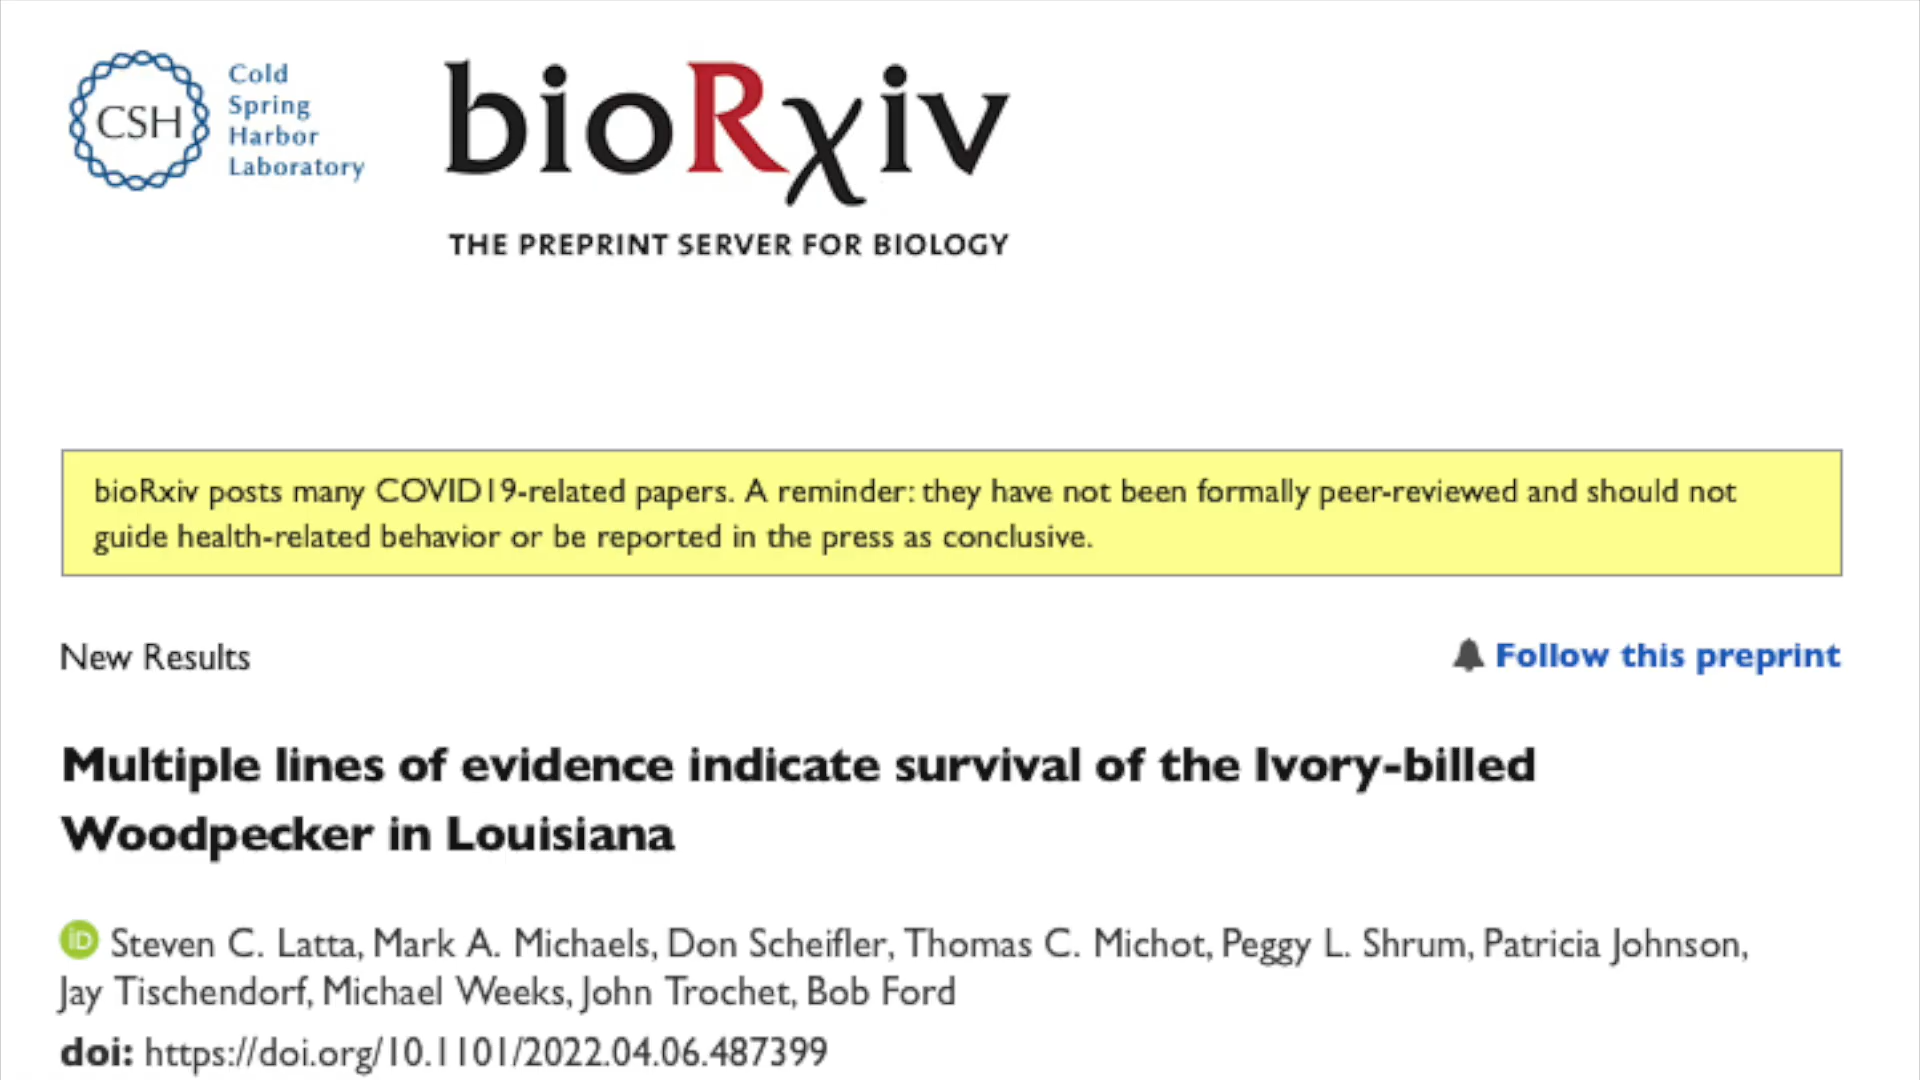 CSH
Cold
Spring
Harbor
Laboratory
bioRχiv
THE PREPRINT SERVER FOR BIOLOGY
bioRxiv posts many COVID19-related papers. A reminder: they have not been formally peer-reviewed and should not
guide health-related behavior or be reported in the press as conclusive.
New Results
Follow this preprint
Multiple lines of evidence indicate survival of the Ivory-billed
Woodpecker in Louisiana
iD Steven C. Latta, Mark A. Michaels, Don Scheifler, Thomas C. Michot, Peggy L. Shrum, Patricia Johnson,
Jay Tischendorf, Michael Weeks, John Trochet, Bob Ford
doi: https://doi.org/10.1101/2022.04.06.487399